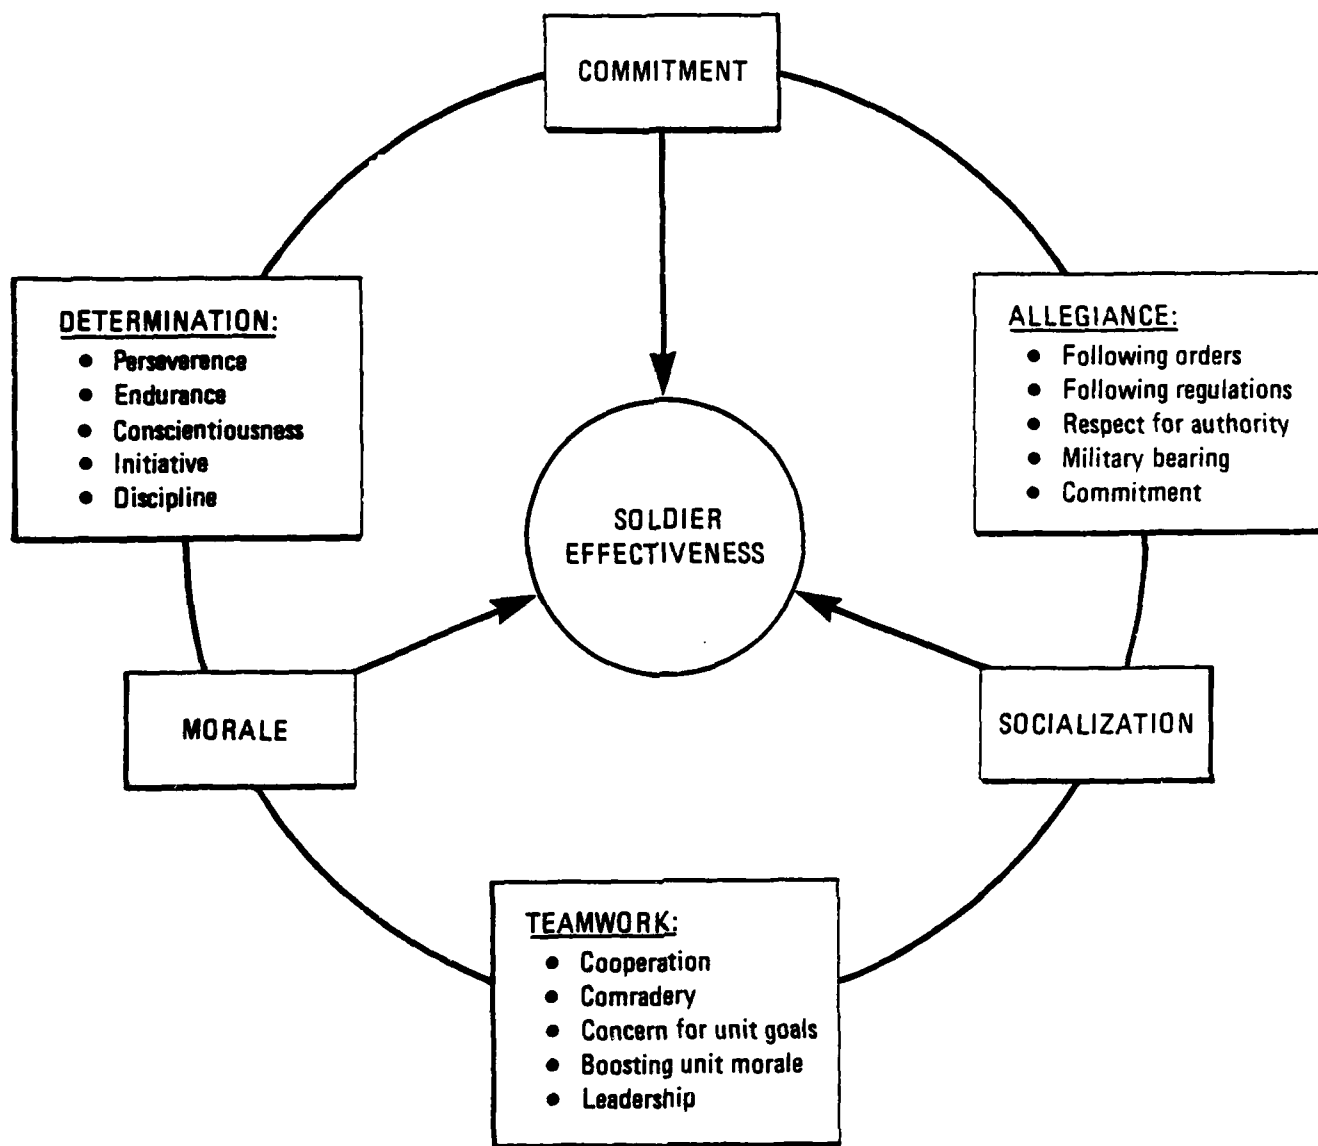 COMMITMENT
DETERMINATION:
● Perseverence
● Endurance
● Conscientiousness
● Initiative
● Discipline
ALLEGIANCE:
● Following orders
● Following regulations
● Respect for authority
● Military bearing
● Commitment
SOLDIER
EFFECTIVENESS
MORALE
SOCIALIZATION
TEAMWORK:
● Cooperation
● Comradery
● Concern for unit goals
● Boosting unit morale
● Leadership